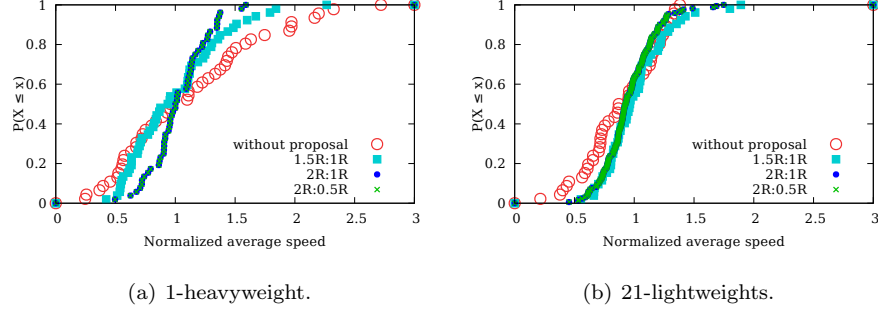 P(X ≤ x)
1
0.8
0.6
0.4
0.2
0
without proposal
1.5R:1R
2R:1R
2R:0.5R
0 0.5 1 1.5 2 2.5 3
Normalized average speed
(a) 1-heavyweight.
P(X ≤ x)
1
0.8
0.6
0.4
0.2
0
without proposal
1.5R:1R
2R:1R
2R:0.5R
0 0.5 1 1.5 2 2.5 3
Normalized average speed
(b) 21-lightweights.